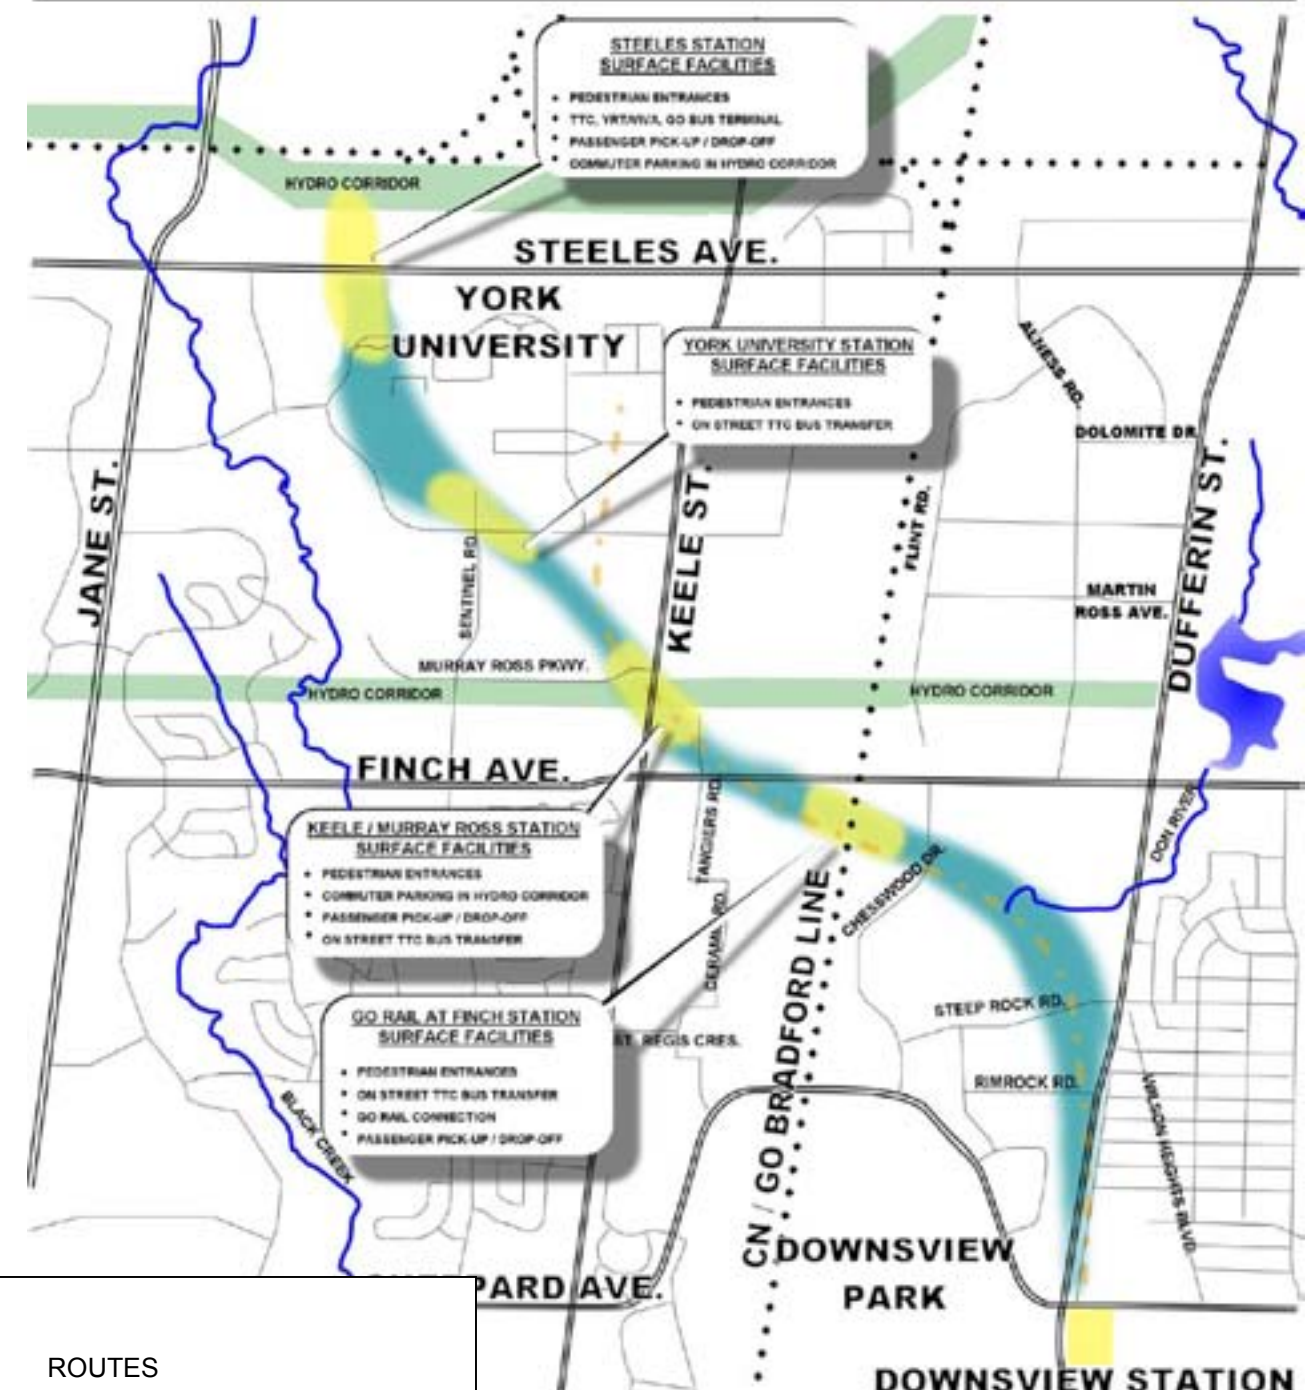 STEELES STATION
SURFACE FACILITIES
• PEDESTRIAN ENTRANCES
• TTC, YRT/VIVA, GO BUS TERMINAL
• PASSENGER PICK-UP / DROP-OFF
• COMMUTER PARKING IN HYDRO CORRIDOR
HYDRO CORRIDOR
STEELES AVE.
YORK
UNIVERSITY
YORK UNIVERSITY STATION
SURFACE FACILITIES
• PEDESTRIAN ENTRANCES
• ON STREET TTC BUS TRANSFER
ALNESS RD.
DOLOMITE DR
JANE ST.
KEELE ST.
FLINT RD.
DUFFERIN ST.
SENTINEL RD.
MARTIN
ROSS AVE.
MURRAY ROSS PKWY.
HYDRO CORRIDOR
HYDRO CORRIDOR
FINCH AVE.
TANGIERS RD.
DON RIVER
KEELE / MURRAY ROSS STATION
SURFACE FACILITIES
• PEDESTRIAN ENTRANCES
• COMMUTER PARKING IN HYDRO CORRIDOR
• PASSENGER PICK-UP / DROP-OFF
• ON STREET TTC BUS TRANSFER
CHESSWOOD DR.
CN / GO BRADFORD LINE
GO RAIL AT FINCH STATION
SURFACE FACILITIES
• PEDESTRIAN ENTRANCES
• ON STREET TTC BUS TRANSFER
• GO RAIL CONNECTION
• PASSENGER PICK-UP / DROP-OFF
STEEP ROCK RD.
ST. REGIS CRES.
RIMROCK RD.
BLACK CREEK
WILSON HEIGHTS BLVD.
DOWNSVIEW
PARK
PARD AVE.
DOWNSVIEW STATION
ROUTES